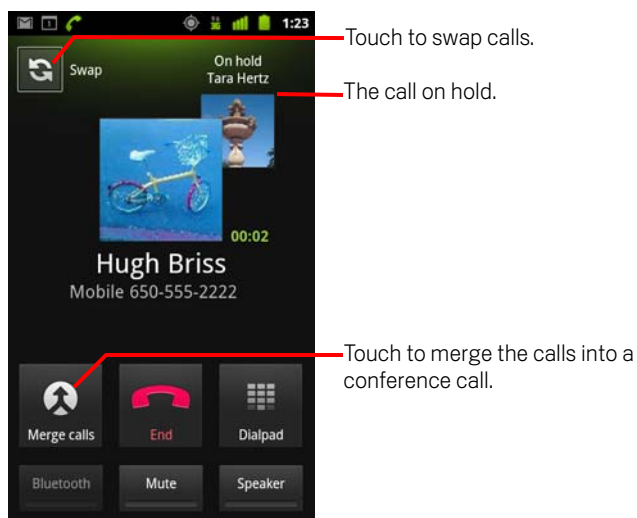 1:23
Touch to swap calls.
Swap
On hold
Tara Hertz
The call on hold.
00:02
Hugh Briss
Mobile 650-555-2222
Touch to merge the calls into a
conference call.
Merge calls
End
Dialpad
Bluetooth
Mute
Speaker